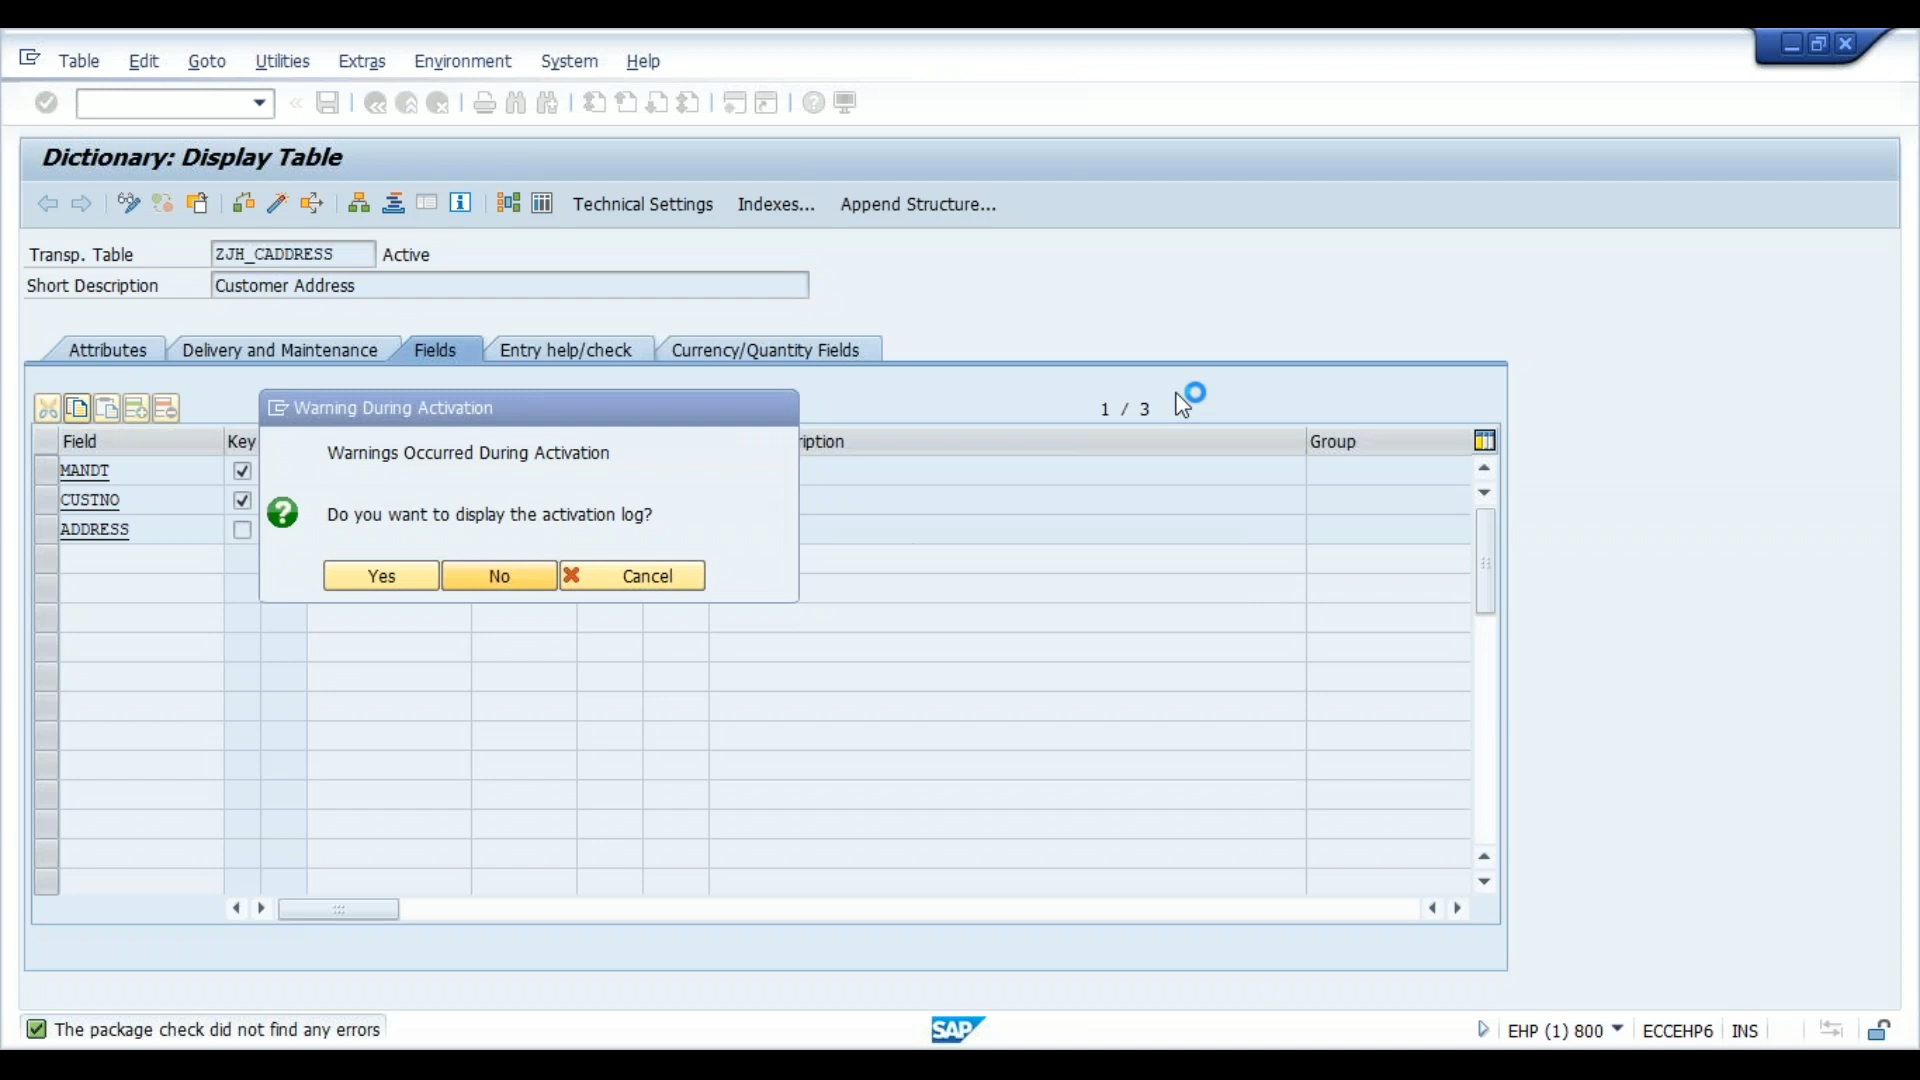 Table Edit Goto Utilities Extras Environment System Help
Dictionary: Display Table
Technical Settings Indexes... Append Structure...
Transp. Table ZJH_CADDRESS Active
Short Description Customer Address
Attributes Delivery and Maintenance Fields Entry help/check Currency/Quantity Fields
Warning During Activation
1 / 3
Field Key ription Group
Warnings Occurred During Activation
MANDT
CUSTNO
Do you want to display the activation log?
ADDRESS
Yes No Cancel
The package check did not find any errors SAP EHP (1) 800 ECCEHP6 INS